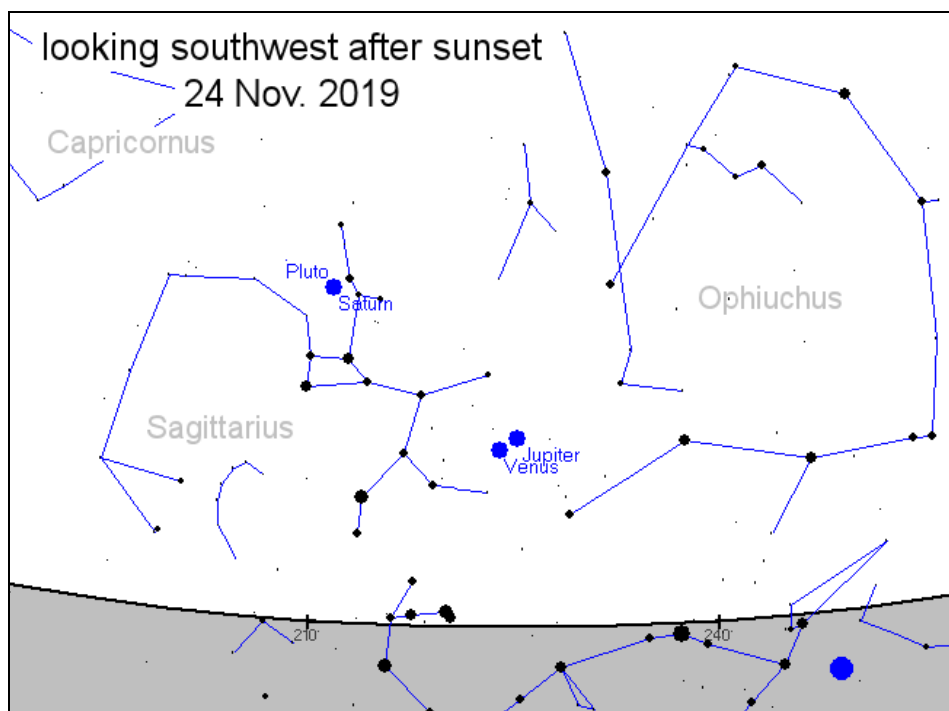 looking southwest after sunset
24 Nov. 2019
Capricornus
Pluto
Saturn
Ophiuchus
Sagittarius
Jupiter
Venus
210°
240°